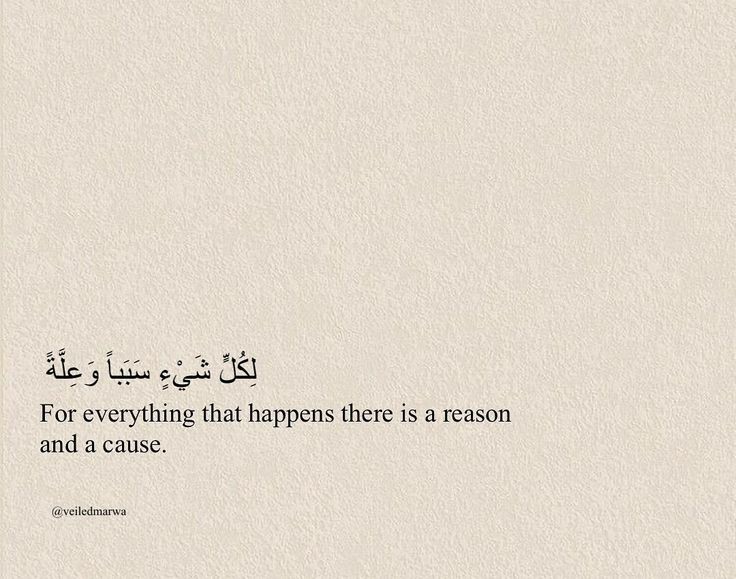 لِكُلٍّ شَيْءٍ سَبَباً وَعِلَّةً
For everything that happens there is a reason
and a cause.
@veiledmarwa